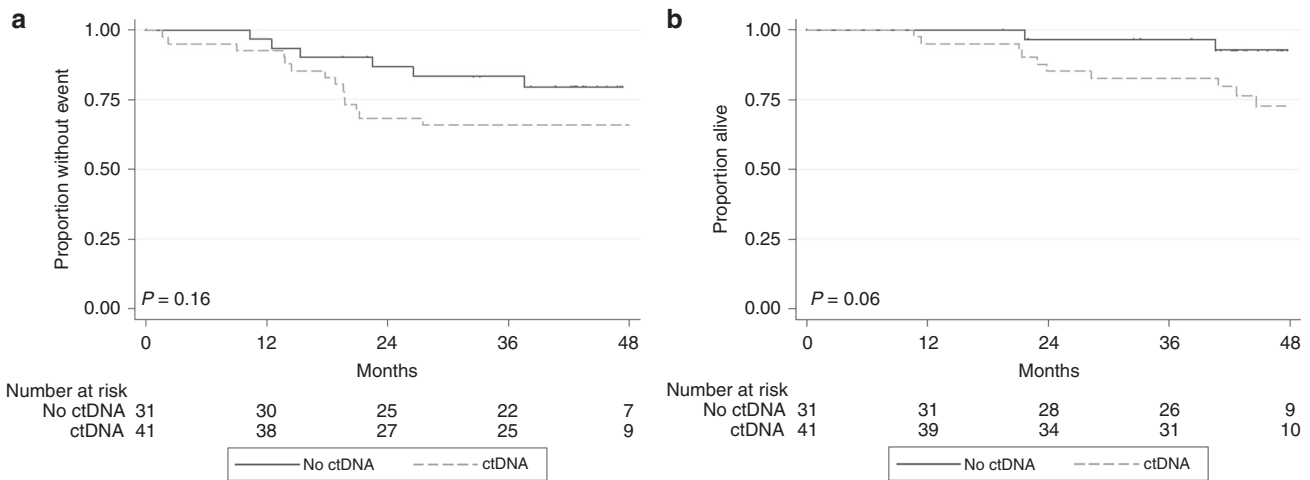 a
Proportion without event
1.00
0.75
0.50
0.25
0.00
P = 0.16
0 12 24 36 48
Months
Number at risk
No ctDNA 31 30 25 22 7
ctDNA 41 38 27 25 9
No ctDNA ctDNA
b
Proportion alive
1.00
0.75
0.50
0.25
0.00
P = 0.06
0 12 24 36 48
Months
Number at risk
No ctDNA 31 31 28 26 9
ctDNA 41 39 34 31 10
No ctDNA ctDNA